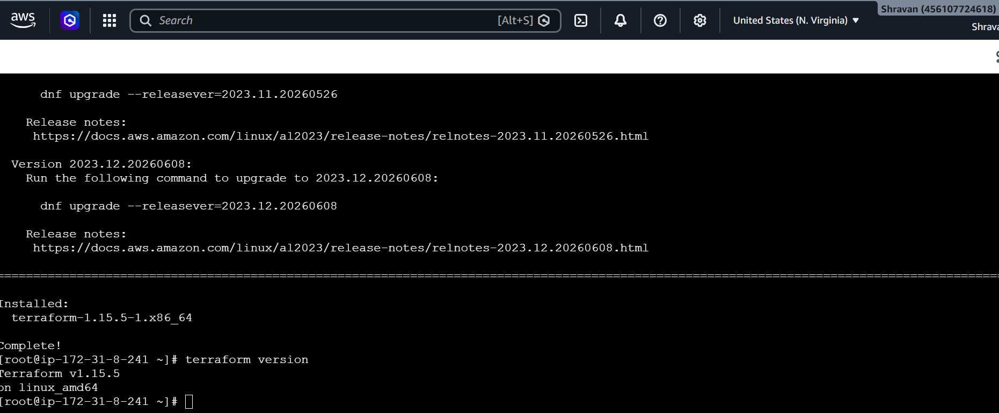 aws
Search
[Alt+S]
United States (N. Virginia)
Shravan (456107724618)
dnf upgrade --releasever=2023.11.20260526
Release notes:
https://docs.aws.amazon.com/linux/al2023/release-notes/relnotes-2023.11.20260526.html
Version 2023.12.20260608:
Run the following command to upgrade to 2023.12.20260608:
dnf upgrade --releasever=2023.12.20260608
Release notes:
https://docs.aws.amazon.com/linux/al2023/release-notes/relnotes-2023.12.20260608.html
Installed:
terraform-1.15.5-1.x86_64
Complete!
[root@ip-172-31-8-241 ~]# terraform version
Terraform v1.15.5
on linux_amd64
[root@ip-172-31-8-241 ~]#